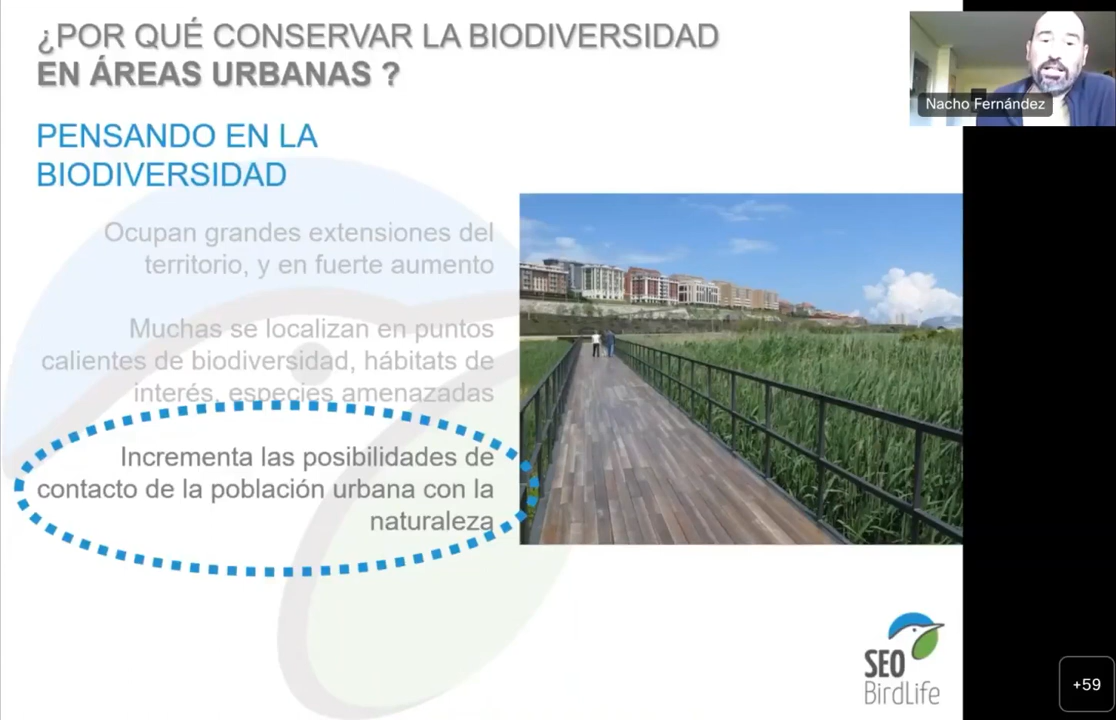 ¿POR QUÉ CONSERVAR LA BIODIVERSIDAD
EN ÁREAS URBANAS ?
PENSANDO EN LA
BIODIVERSIDAD
Ocupan grandes extensiones del
territorio, y en fuerte aumento
Muchas se localizan en puntos
calientes de biodiversidad, hábitats de
interés, especies amenazadas
Incrementa las posibilidades de
contacto de la población urbana con la
naturaleza
Nacho Fernández
SEO
BirdLife
+59